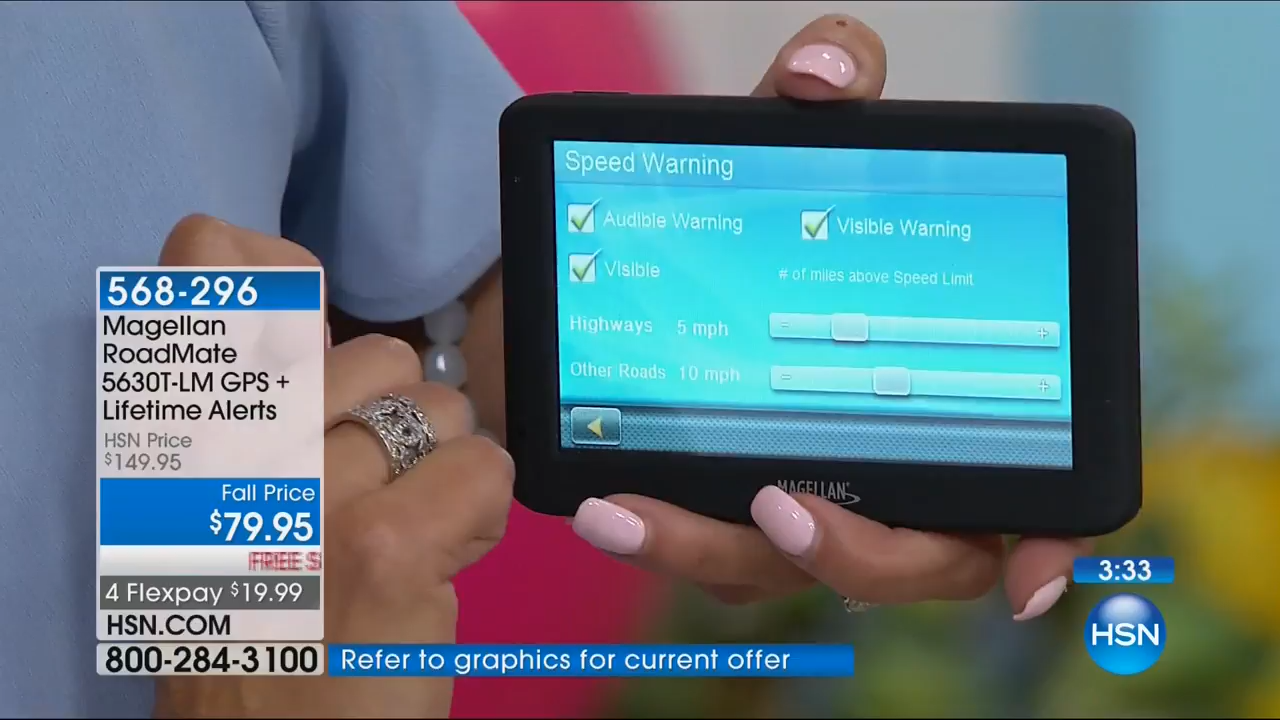 Speed Warning
Audible Warning
Visible Warning
Visible
# of miles above Speed Limit
Highways 5 mph
- +
Other Roads 10 mph
- +
MAGELLAN
568-296
Magellan
RoadMate
5630T-LM GPS +
Lifetime Alerts
HSN Price
$149.95
Fall Price
$79.95
FREE S
4 Flexpay $19.99
HSN.COM
800-284-3100
Refer to graphics for current offer
3:33
HSN